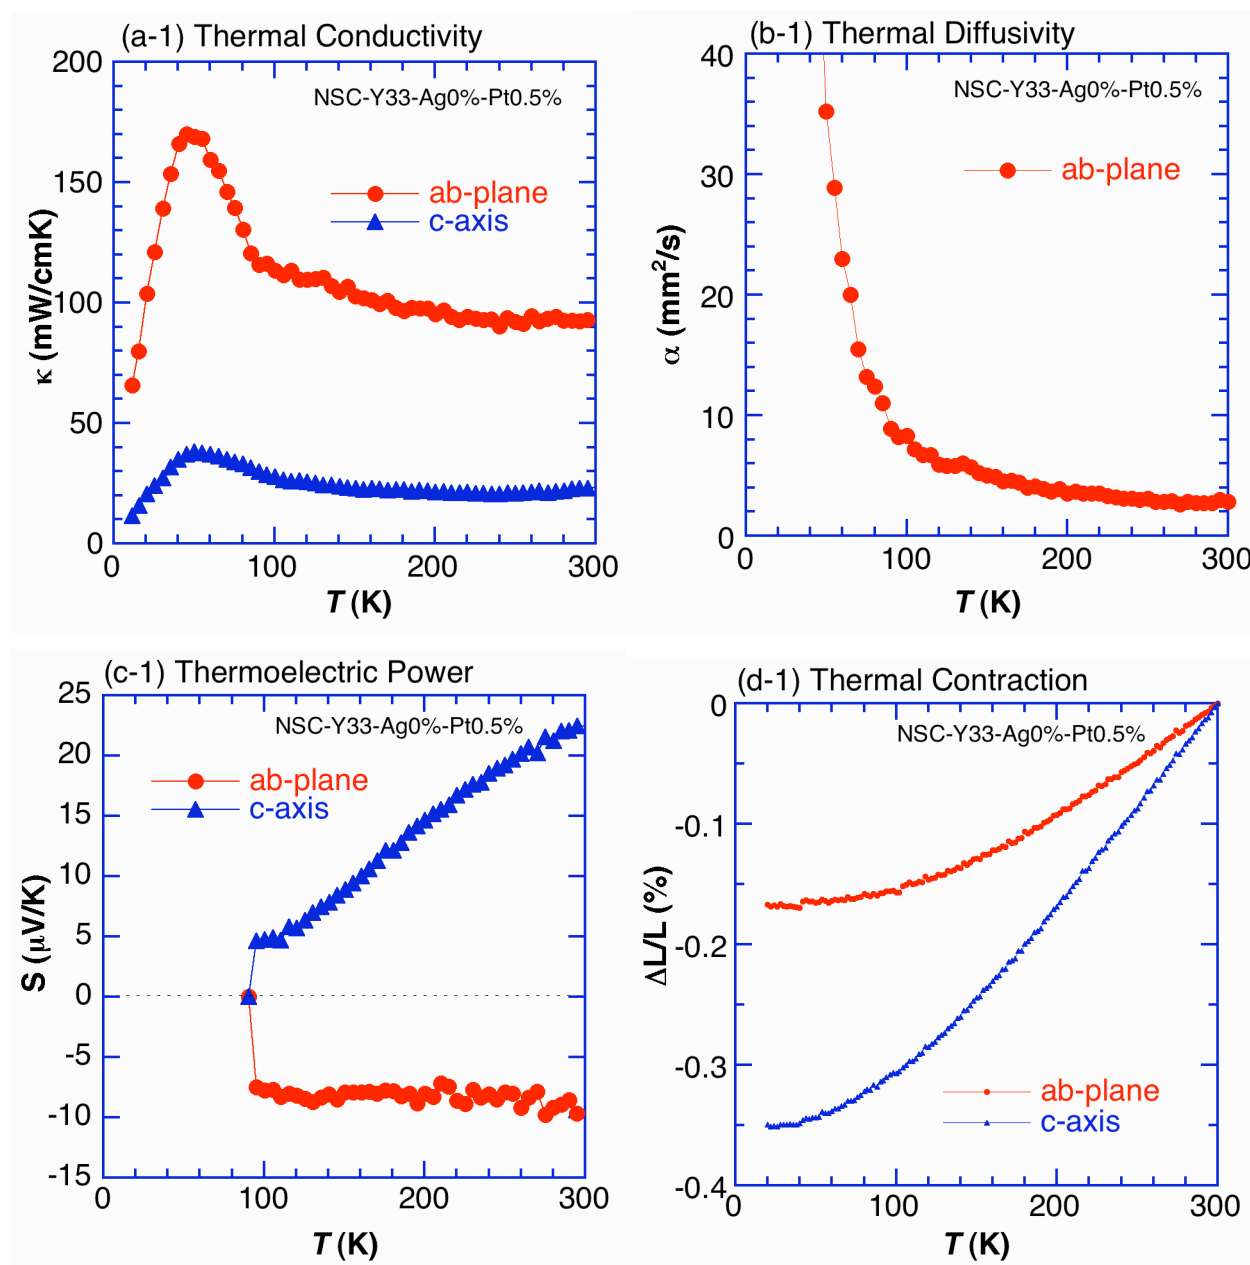 (a-1) Thermal Conductivity
200
150
100
50
0
0 100 200 300
κ (mW/cmK)
T (K)
NSC-Y33-Ag0%-Pt0.5%
ab-plane
c-axis
(b-1) Thermal Diffusivity
40
30
20
10
0
0 100 200 300
α (mm²/s)
T (K)
NSC-Y33-Ag0%-Pt0.5%
ab-plane
(c-1) Thermoelectric Power
25
20
15
10
5
0
-5
-10
-15
0 100 200 300
S (μV/K)
T (K)
NSC-Y33-Ag0%-Pt0.5%
ab-plane
c-axis
(d-1) Thermal Contraction
0
-0.1
-0.2
-0.3
-0.4
0 100 200 300
ΔL/L (%)
T (K)
NSC-Y33-Ag0%-Pt0.5%
ab-plane
c-axis